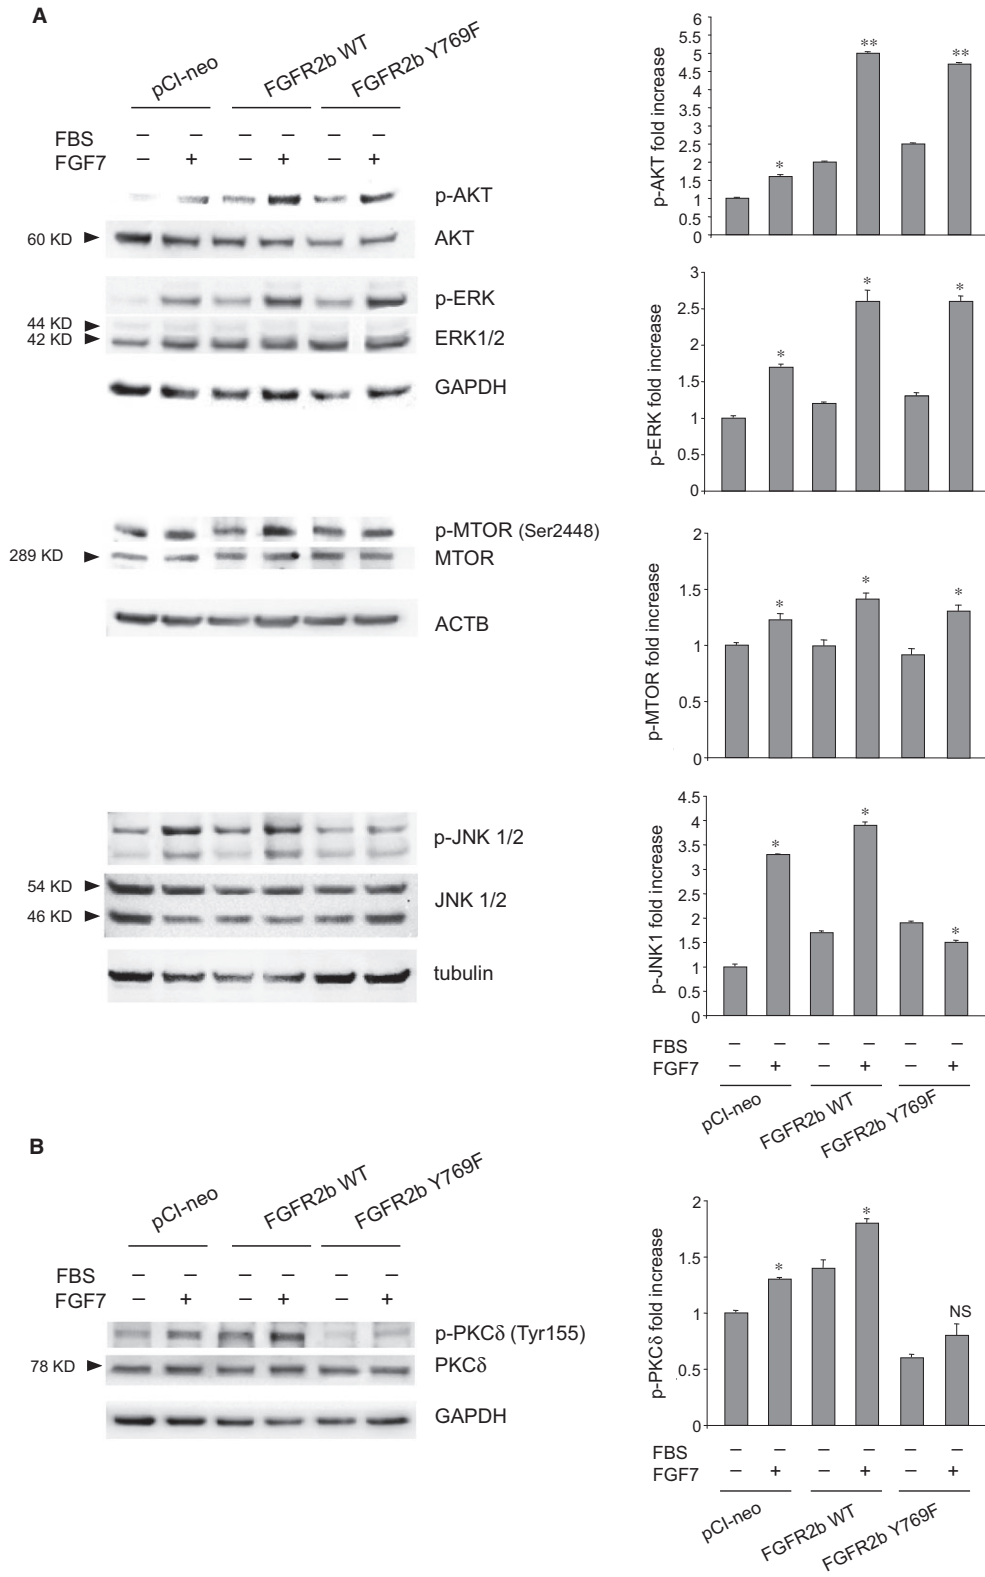 A
pCI-neo
FGFR2b WT
FGFR2b Y769F
FBS – – – – – –
FGF7 – + – + – +
p-AKT
60 KD AKT
p-ERK
44 KD
42 KD ERK1/2
GAPDH
p-MTOR (Ser2448)
289 KD MTOR
ACTB
p-JNK 1/2
54 KD
JNK 1/2
46 KD
tubulin
p-AKT fold increase
6
5.5
5
4.5
4
3.5
3
2.5
2
1.5
1
0.5
0
* ** **
p-ERK fold increase
3
2.5
2
1.5
1
0.5
0
* * *
p-MTOR fold increase
2
1.5
1
0.5
0
* * *
p-JNK1 fold increase
4.5
4
3.5
3
2.5
2
1.5
1
0.5
0
* * *
FBS – – – – – –
FGF7 – + – + – +
pCI-neo
FGFR2b WT
FGFR2b Y769F
B
pCI-neo
FGFR2b WT
FGFR2b Y769F
FBS – – – – – –
FGF7 – + – + – +
p-PKCδ (Tyr155)
78 KD PKCδ
GAPDH
p-PKCδ fold increase
2
1.5
1
0.5
0
* * NS
FBS – – – – – –
FGF7 – + – + – +
pCI-neo
FGFR2b WT
FGFR2b Y769F